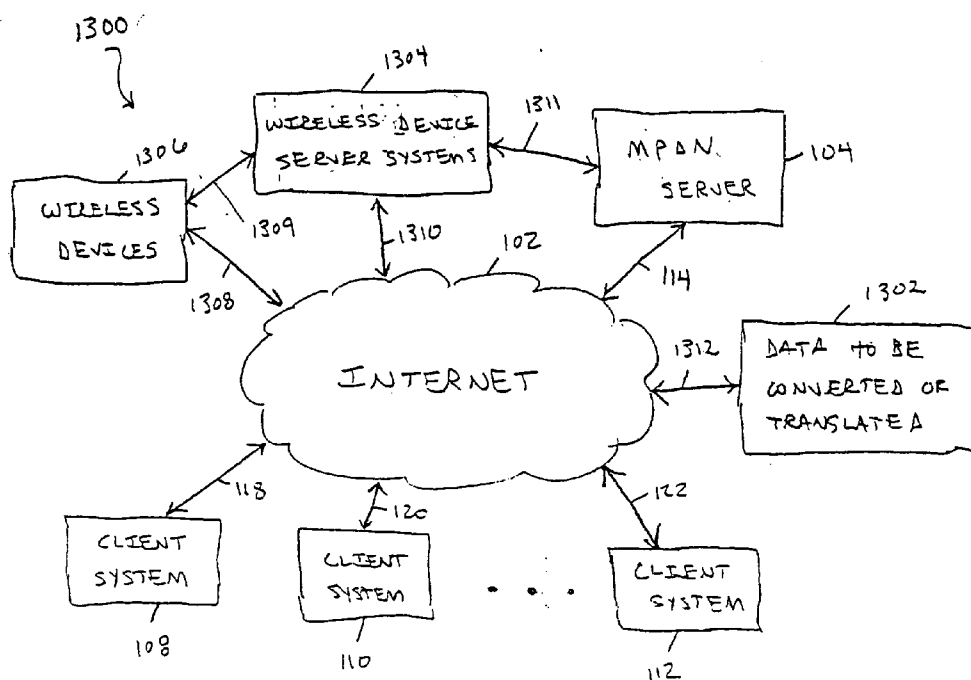 1300
1304
WIRELESS DEVICE
SERVER SYSTEMS
1311
MPDN
SERVER
104
1306
WIRELESS
DEVICES
1309
1308
1310
102
114
1302
DATA TO BE
CONVERTED OR
TRANSLATED
1312
INTERNET
118
120
122
CLIENT
SYSTEM
108
CLIENT
SYSTEM
110
. . .
CLIENT
SYSTEM
112